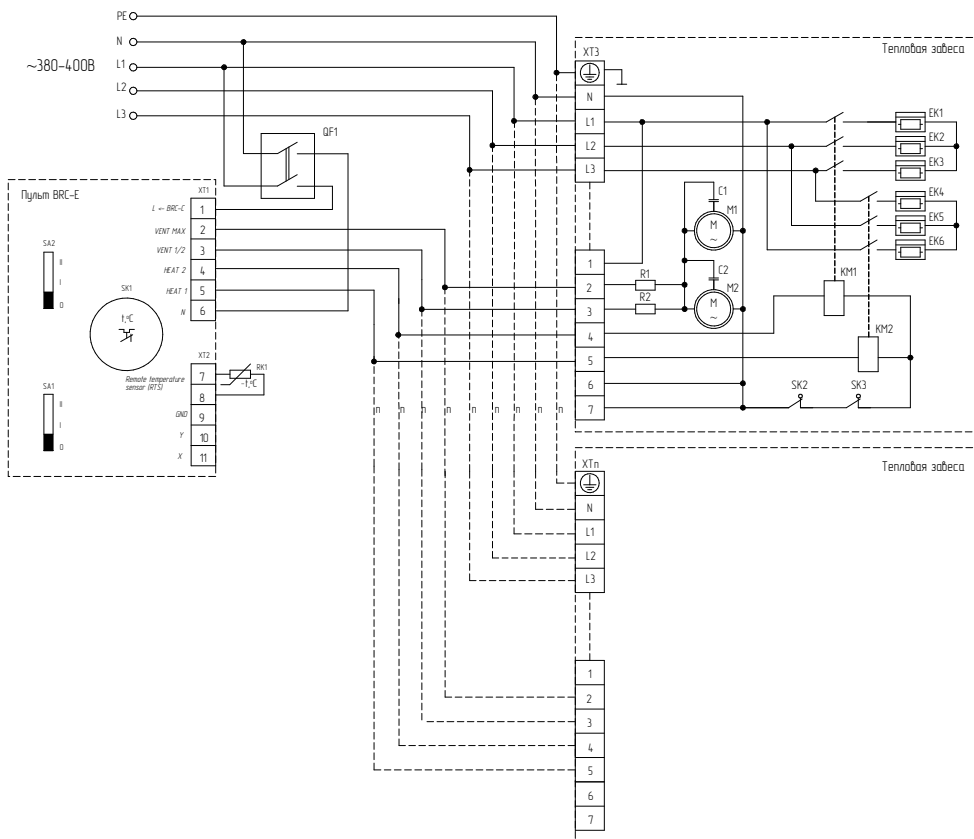 PE
N
~380-400В
L1
L2
L3
QF1
Пульт BRC-E
XT1
L ← BRC-C
1
VENT MAX
2
VENT 1/2
3
HEAT 2
4
HEAT 1
5
N
6
SA2
II
I
0
SK1
t,°C
XT2
Remote temperature
sensor (RTS)
7
8
GND
9
Y
10
X
11
RK1
-t,°C
SA1
II
I
0
n n n n n n n n n
Тепловая завеса
XT3
N
L1
L2
L3
1
2
3
4
5
6
7
C1
M1
M
~
C2
M2
M
~
R1
R2
EK1
EK2
EK3
EK4
EK5
EK6
KM1
KM2
SK2
SK3
Тепловая завеса
XTn
N
L1
L2
L3
1
2
3
4
5
6
7